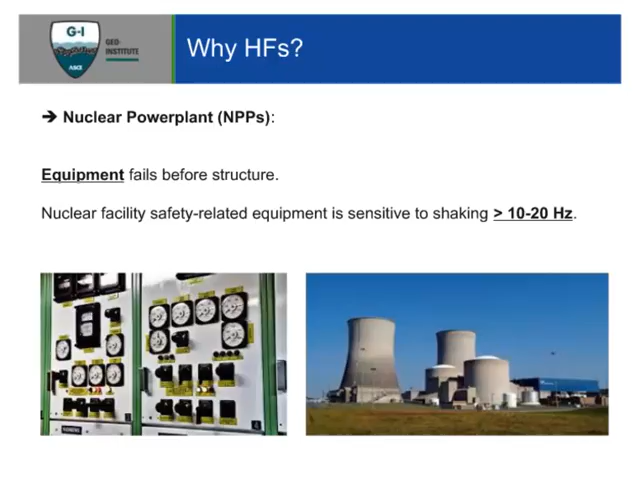 G-I
GEO-
INSTITUTE
ASCE
Why HFs?
➔ Nuclear Powerplant (NPPs):
Equipment fails before structure.
Nuclear facility safety-related equipment is sensitive to shaking > 10-20 Hz.
SIEMENS